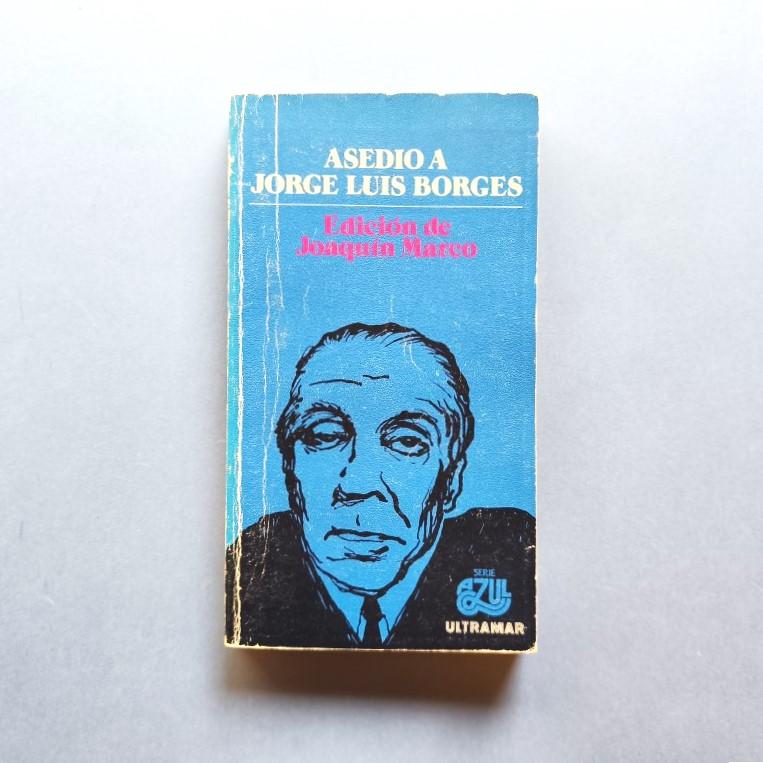 ASEDIO A
JORGE LUIS BORGES
Edición de
Joaquín Marco
SERIE
AZUL
ULTRAMAR